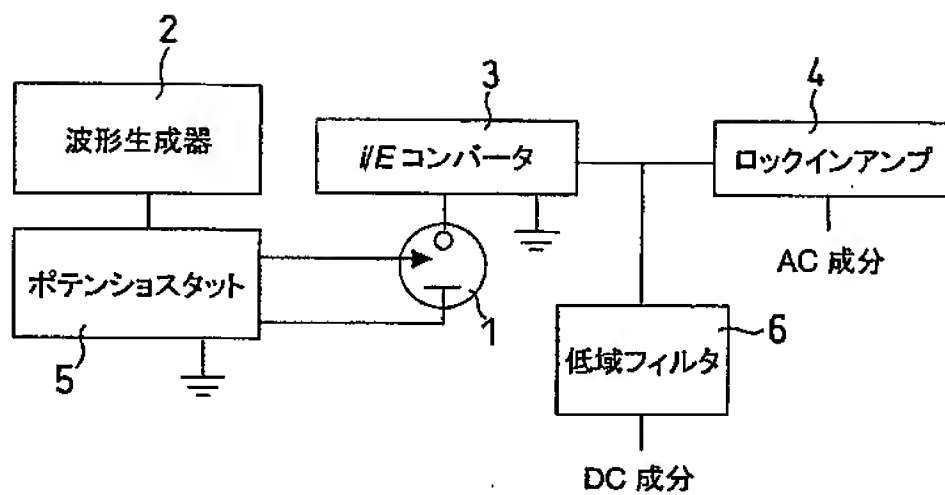 2
波形生成器
3
i/E コンバータ
4
ロックインアンプ
AC 成分
ポテンショスタット
5
1
6
低域フィルタ
DC 成分